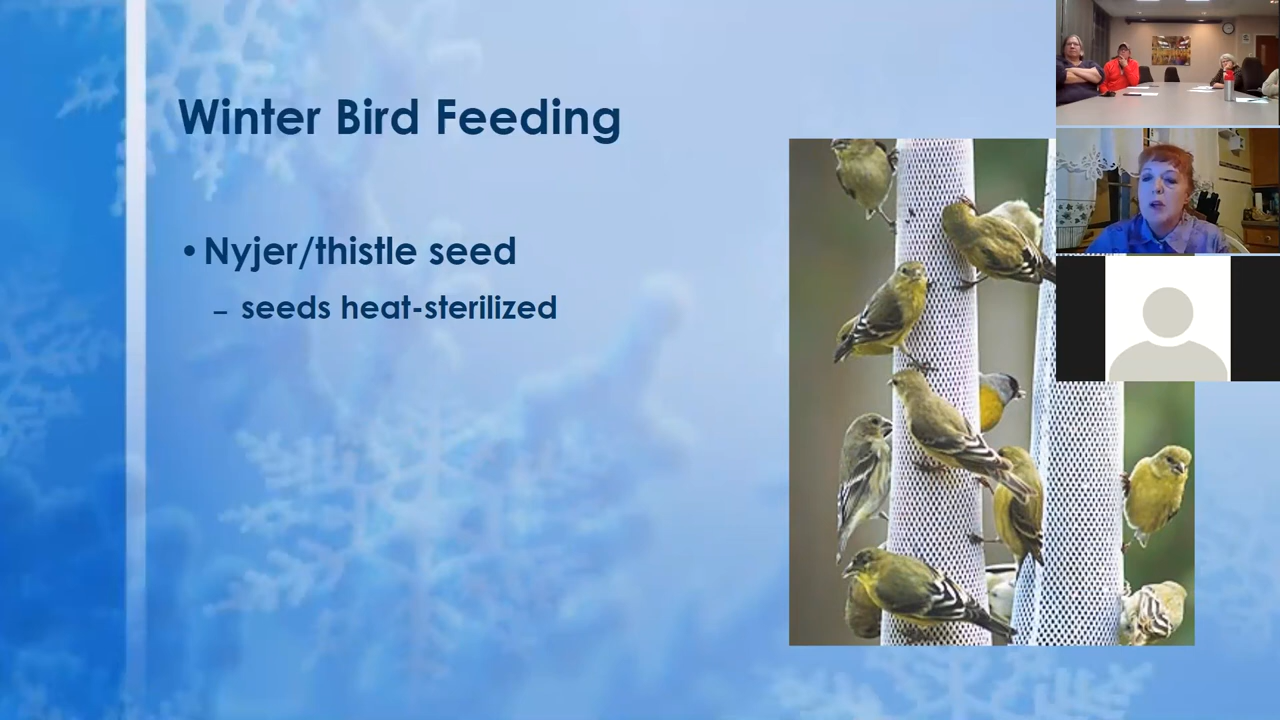 Winter Bird Feeding
• Nyjer/thistle seed
– seeds heat-sterilized